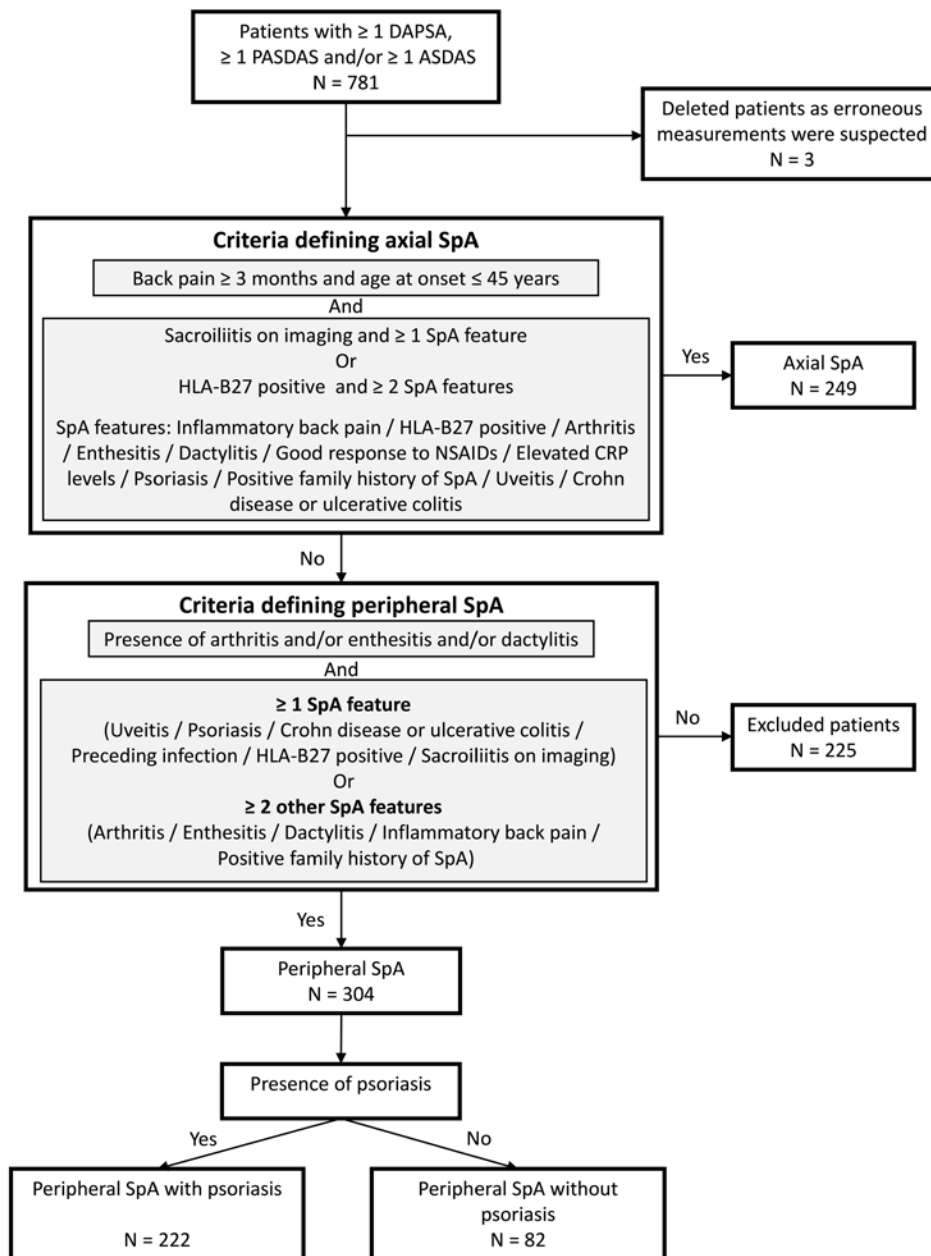 Patients with ≥ 1 DAPSA,
≥ 1 PASDAS and/or ≥ 1 ASDAS
N = 781
Deleted patients as erroneous
measurements were suspected
N = 3
Criteria defining axial SpA
Back pain ≥ 3 months and age at onset ≤ 45 years
And
Sacroiliitis on imaging and ≥ 1 SpA feature
Or
HLA-B27 positive and ≥ 2 SpA features
SpA features: Inflammatory back pain / HLA-B27 positive / Arthritis
/ Enthesitis / Dactylitis / Good response to NSAIDs / Elevated CRP
levels / Psoriasis / Positive family history of SpA / Uveitis / Crohn
disease or ulcerative colitis
Yes
Axial SpA
N = 249
No
Criteria defining peripheral SpA
Presence of arthritis and/or enthesitis and/or dactylitis
And
≥ 1 SpA feature
(Uveitis / Psoriasis / Crohn disease or ulcerative colitis /
Preceding infection / HLA-B27 positive / Sacroiliitis on imaging)
Or
≥ 2 other SpA features
(Arthritis / Enthesitis / Dactylitis / Inflammatory back pain /
Positive family history of SpA)
No
Excluded patients
N = 225
Yes
Peripheral SpA
N = 304
Presence of psoriasis
Yes
No
Peripheral SpA with psoriasis
N = 222
Peripheral SpA without
psoriasis
N = 82